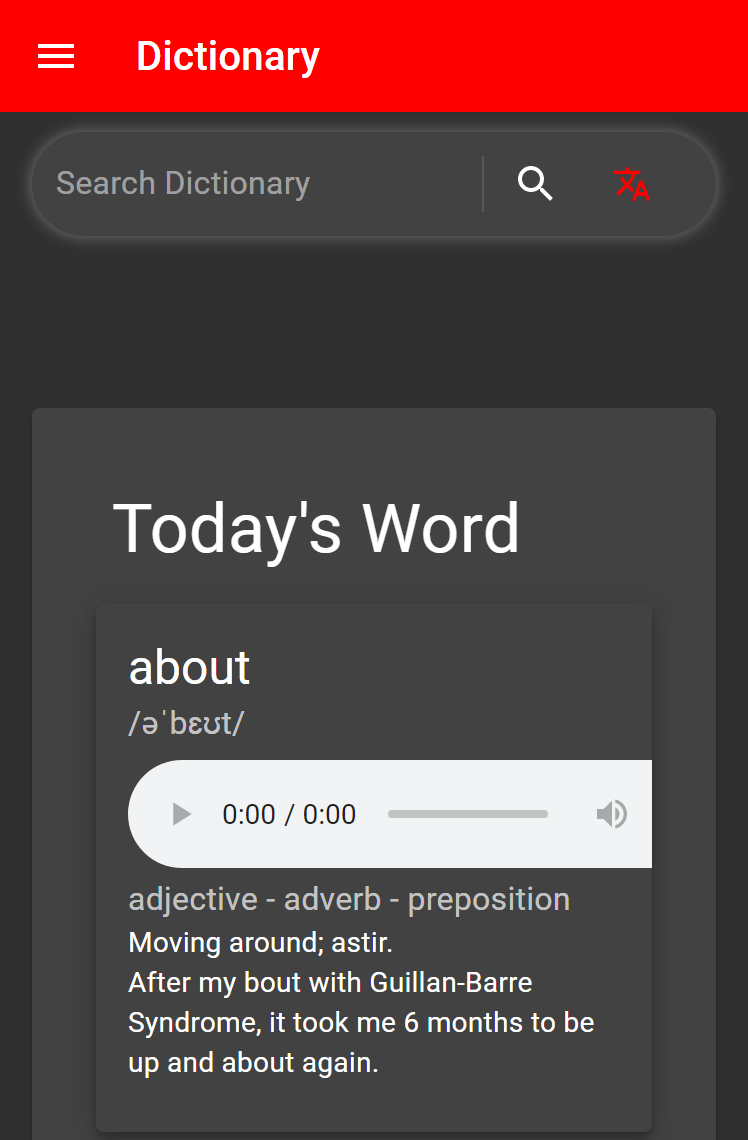 Dictionary
Search Dictionary
Today's Word
about
/əˈbɛʊt/
0:00 / 0:00
adjective - adverb - preposition
Moving around; astir.
After my bout with Guillan-Barre
Syndrome, it took me 6 months to be
up and about again.